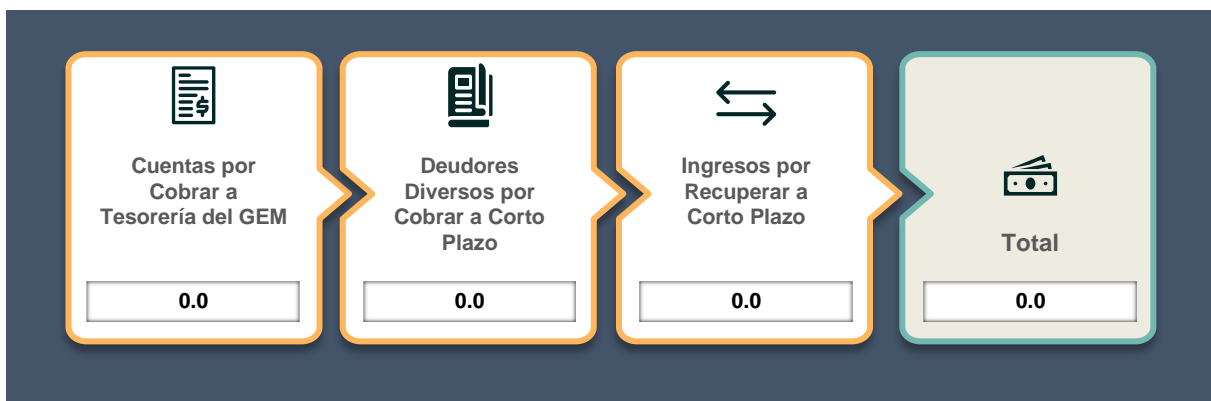 Cuentas por
Cobrar a
Tesorería del GEM
0.0
Deudores
Diversos por
Cobrar a Corto
Plazo
0.0
Ingresos por
Recuperar a
Corto Plazo
0.0
Total
0.0